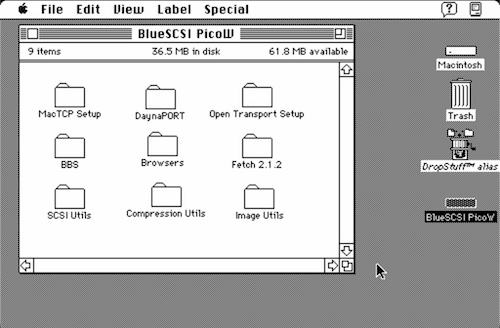 File Edit View Label Special
BlueSCSI PicoW
9 items 36.5 MB in disk 61.8 MB available
MacTCP Setup DaynaPORT Open Transport Setup
BBS Browsers Fetch 2.1.2
SCSI Utils Compression Utils Image Utils
Macintosh
Trash
DropStuff™ alias
BlueSCSI PicoW